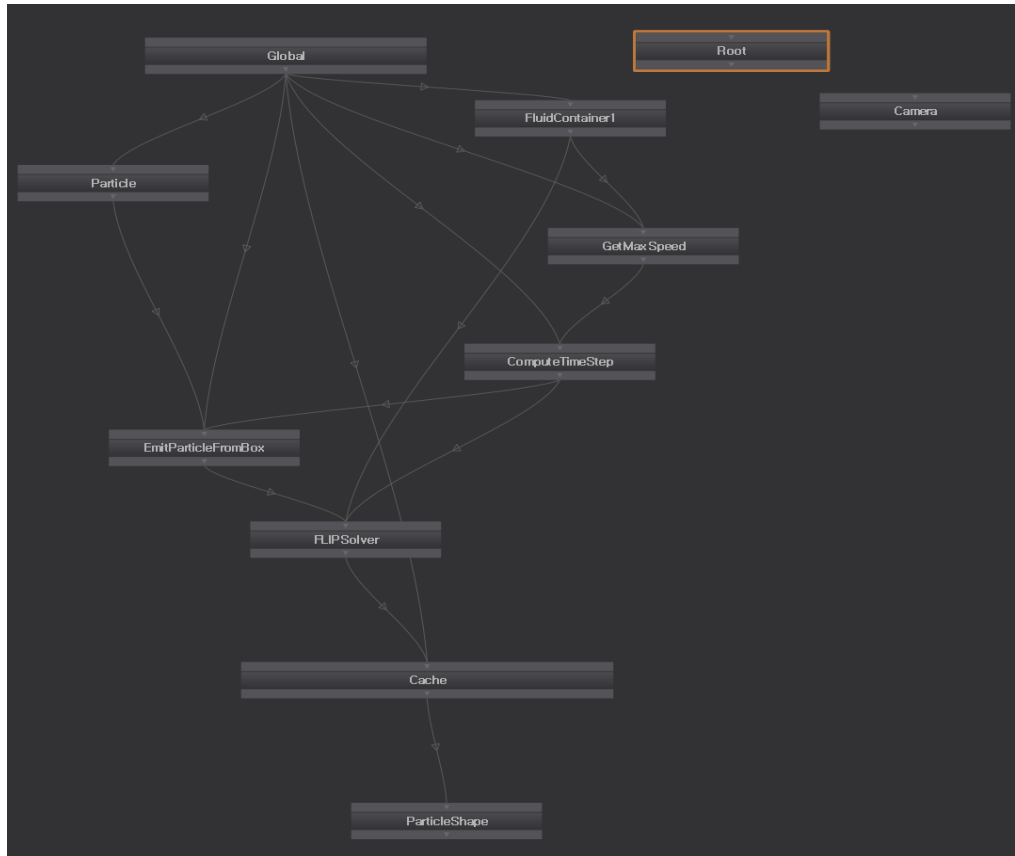 Global
Root
Camera
FluidContainer1
Particle
GetMaxSpeed
ComputeTimeStep
EmitParticleFromBox
FLIPSolver
Cache
ParticleShape